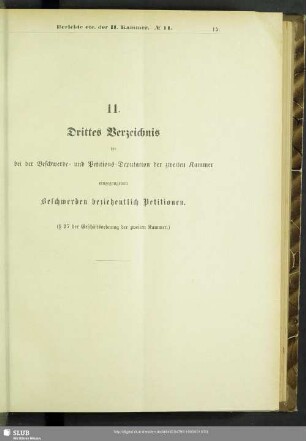 Berichte etc. der II. Kammer. № 11.
15
11.
Drittes Verzeichnis
der
bei der Beschwerde- und Petitions-Deputation der zweiten Kammer
eingegangenen
Beschwerden beziehentlich Petitionen.
(§ 27 der Geschäftsordnung der zweiten Kammer.)
SLUB
Wir führen Wissen.